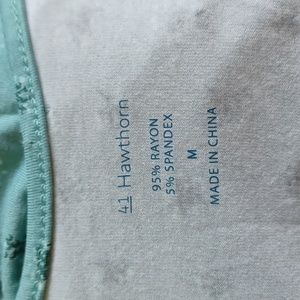 41 Hawthorn
95% RAYON
5% SPANDEX
M
MADE IN CHINA